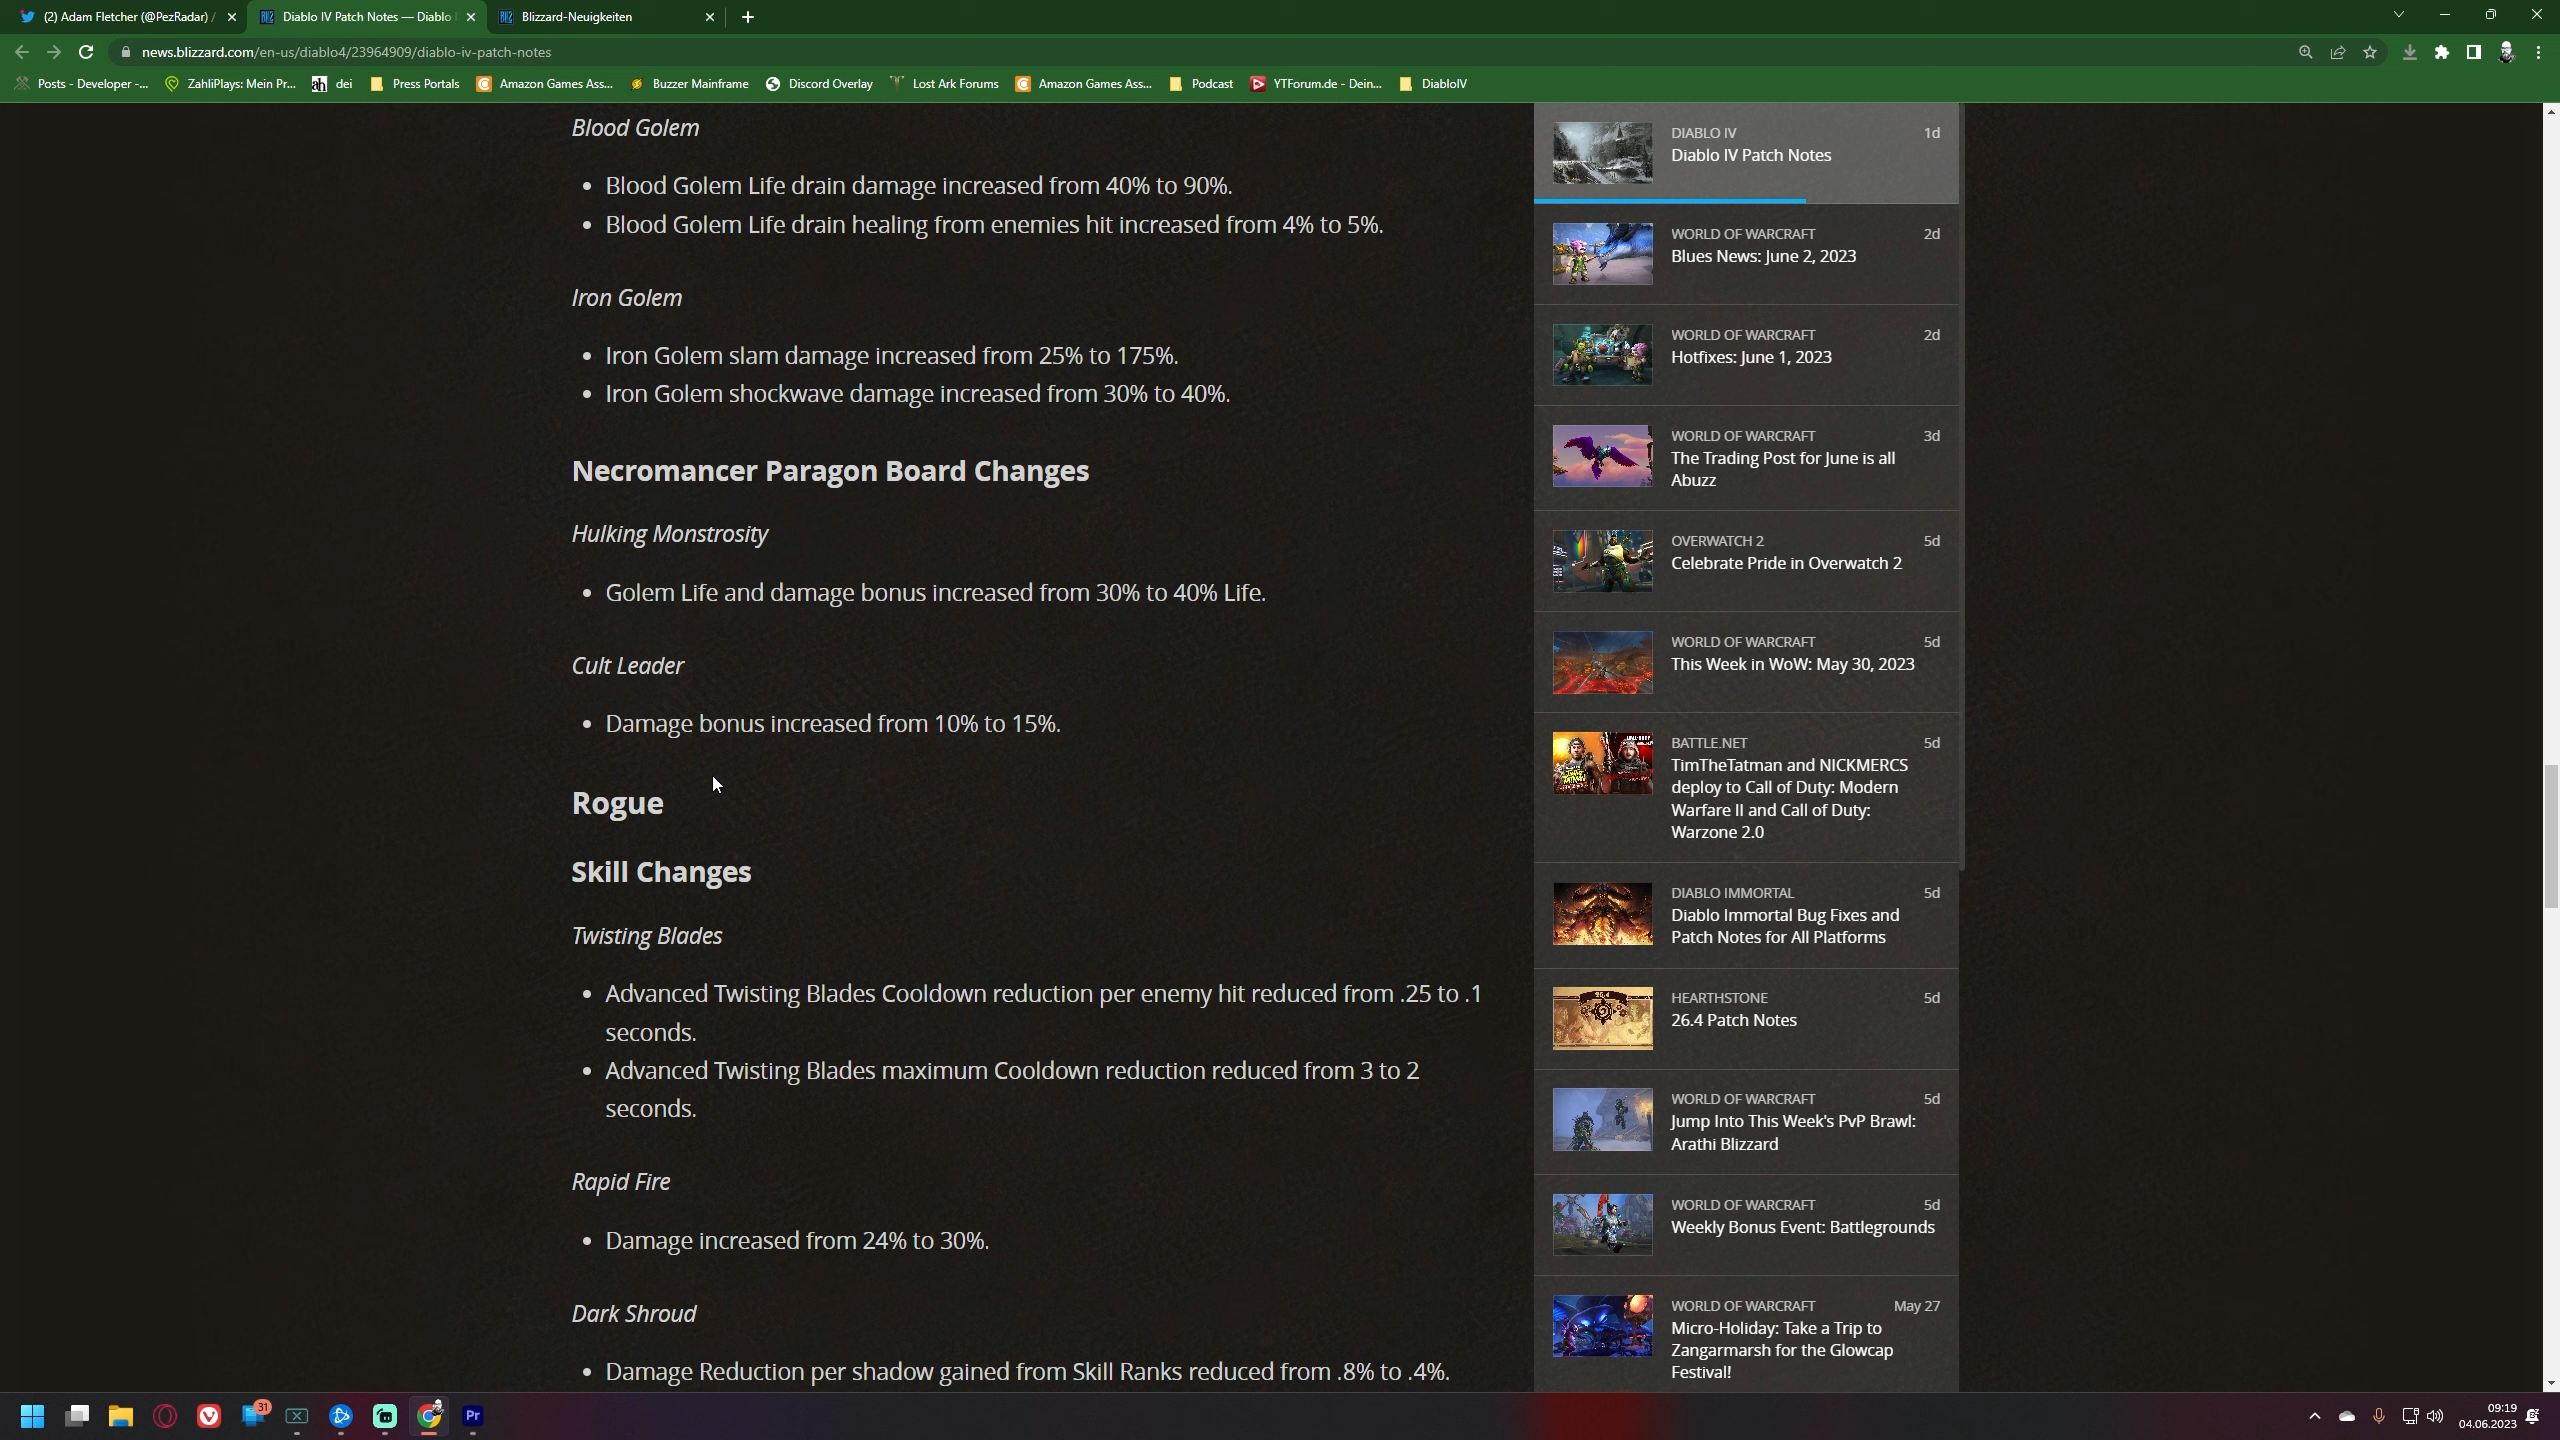 (2) Adam Fletcher (@PezRadar) /
Diablo IV Patch Notes — Diablo
Blizzard-Neuigkeiten
news.blizzard.com/en-us/diablo4/23964909/diablo-iv-patch-notes
Posts - Developer -...
ZahliPlays: Mein Pr...
ah
dei
Press Portals
Amazon Games Ass...
Buzzer Mainframe
Discord Overlay
Lost Ark Forums
Amazon Games Ass...
Podcast
YTForum.de - Dein...
DiabloIV
Blood Golem
• Blood Golem Life drain damage increased from 40% to 90%.
• Blood Golem Life drain healing from enemies hit increased from 4% to 5%.
Iron Golem
• Iron Golem slam damage increased from 25% to 175%.
• Iron Golem shockwave damage increased from 30% to 40%.
Necromancer Paragon Board Changes
Hulking Monstrosity
• Golem Life and damage bonus increased from 30% to 40% Life.
Cult Leader
• Damage bonus increased from 10% to 15%.
Rogue
Skill Changes
Twisting Blades
• Advanced Twisting Blades Cooldown reduction per enemy hit reduced from .25 to .1
seconds.
• Advanced Twisting Blades maximum Cooldown reduction reduced from 3 to 2
seconds.
Rapid Fire
• Damage increased from 24% to 30%.
Dark Shroud
• Damage Reduction per shadow gained from Skill Ranks reduced from .8% to .4%.
DIABLO IV 1d
Diablo IV Patch Notes
WORLD OF WARCRAFT 2d
Blues News: June 2, 2023
WORLD OF WARCRAFT 2d
Hotfixes: June 1, 2023
WORLD OF WARCRAFT 3d
The Trading Post for June is all
Abuzz
OVERWATCH 2 5d
Celebrate Pride in Overwatch 2
WORLD OF WARCRAFT 5d
This Week in WoW: May 30, 2023
BATTLE.NET 5d
TimTheTatman and NICKMERCS
deploy to Call of Duty: Modern
Warfare II and Call of Duty:
Warzone 2.0
DIABLO IMMORTAL 5d
Diablo Immortal Bug Fixes and
Patch Notes for All Platforms
HEARTHSTONE 5d
26.4 Patch Notes
WORLD OF WARCRAFT 5d
Jump Into This Week's PvP Brawl:
Arathi Blizzard
WORLD OF WARCRAFT 5d
Weekly Bonus Event: Battlegrounds
WORLD OF WARCRAFT May 27
Micro-Holiday: Take a Trip to
Zangarmarsh for the Glowcap
Festival!
31
Pr
09:19
04.06.2023